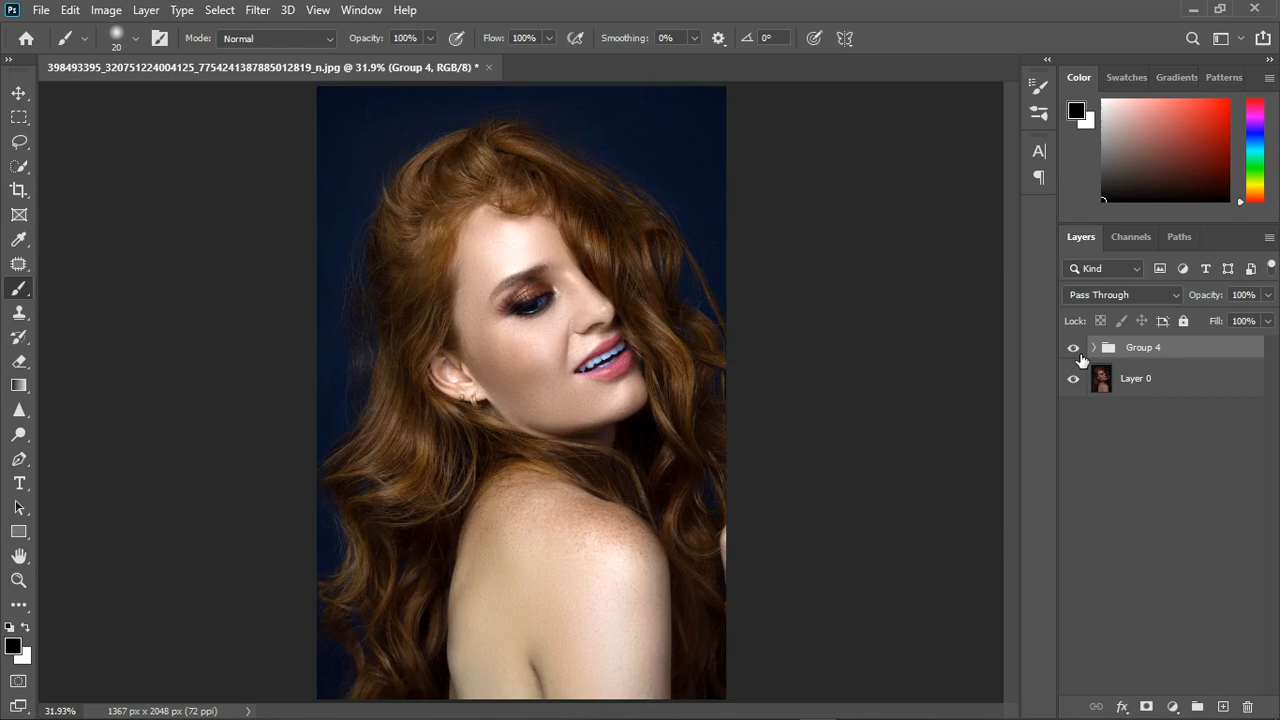 Ps File Edit Image Layer Type Select Filter 3D View Window Help
20 Mode: Normal Opacity: 100% Flow: 100% Smoothing: 0% 0°
398493395_320751224004125_7754241387885012819_n.jpg @ 31.9% (Group 4, RGB/8) *
Color Swatches Gradients Patterns
Layers Channels Paths
Kind
Pass Through Opacity: 100%
Lock: Fill: 100%
Group 4
Layer 0
31.93% 1367 px x 2048 px (72 ppi)